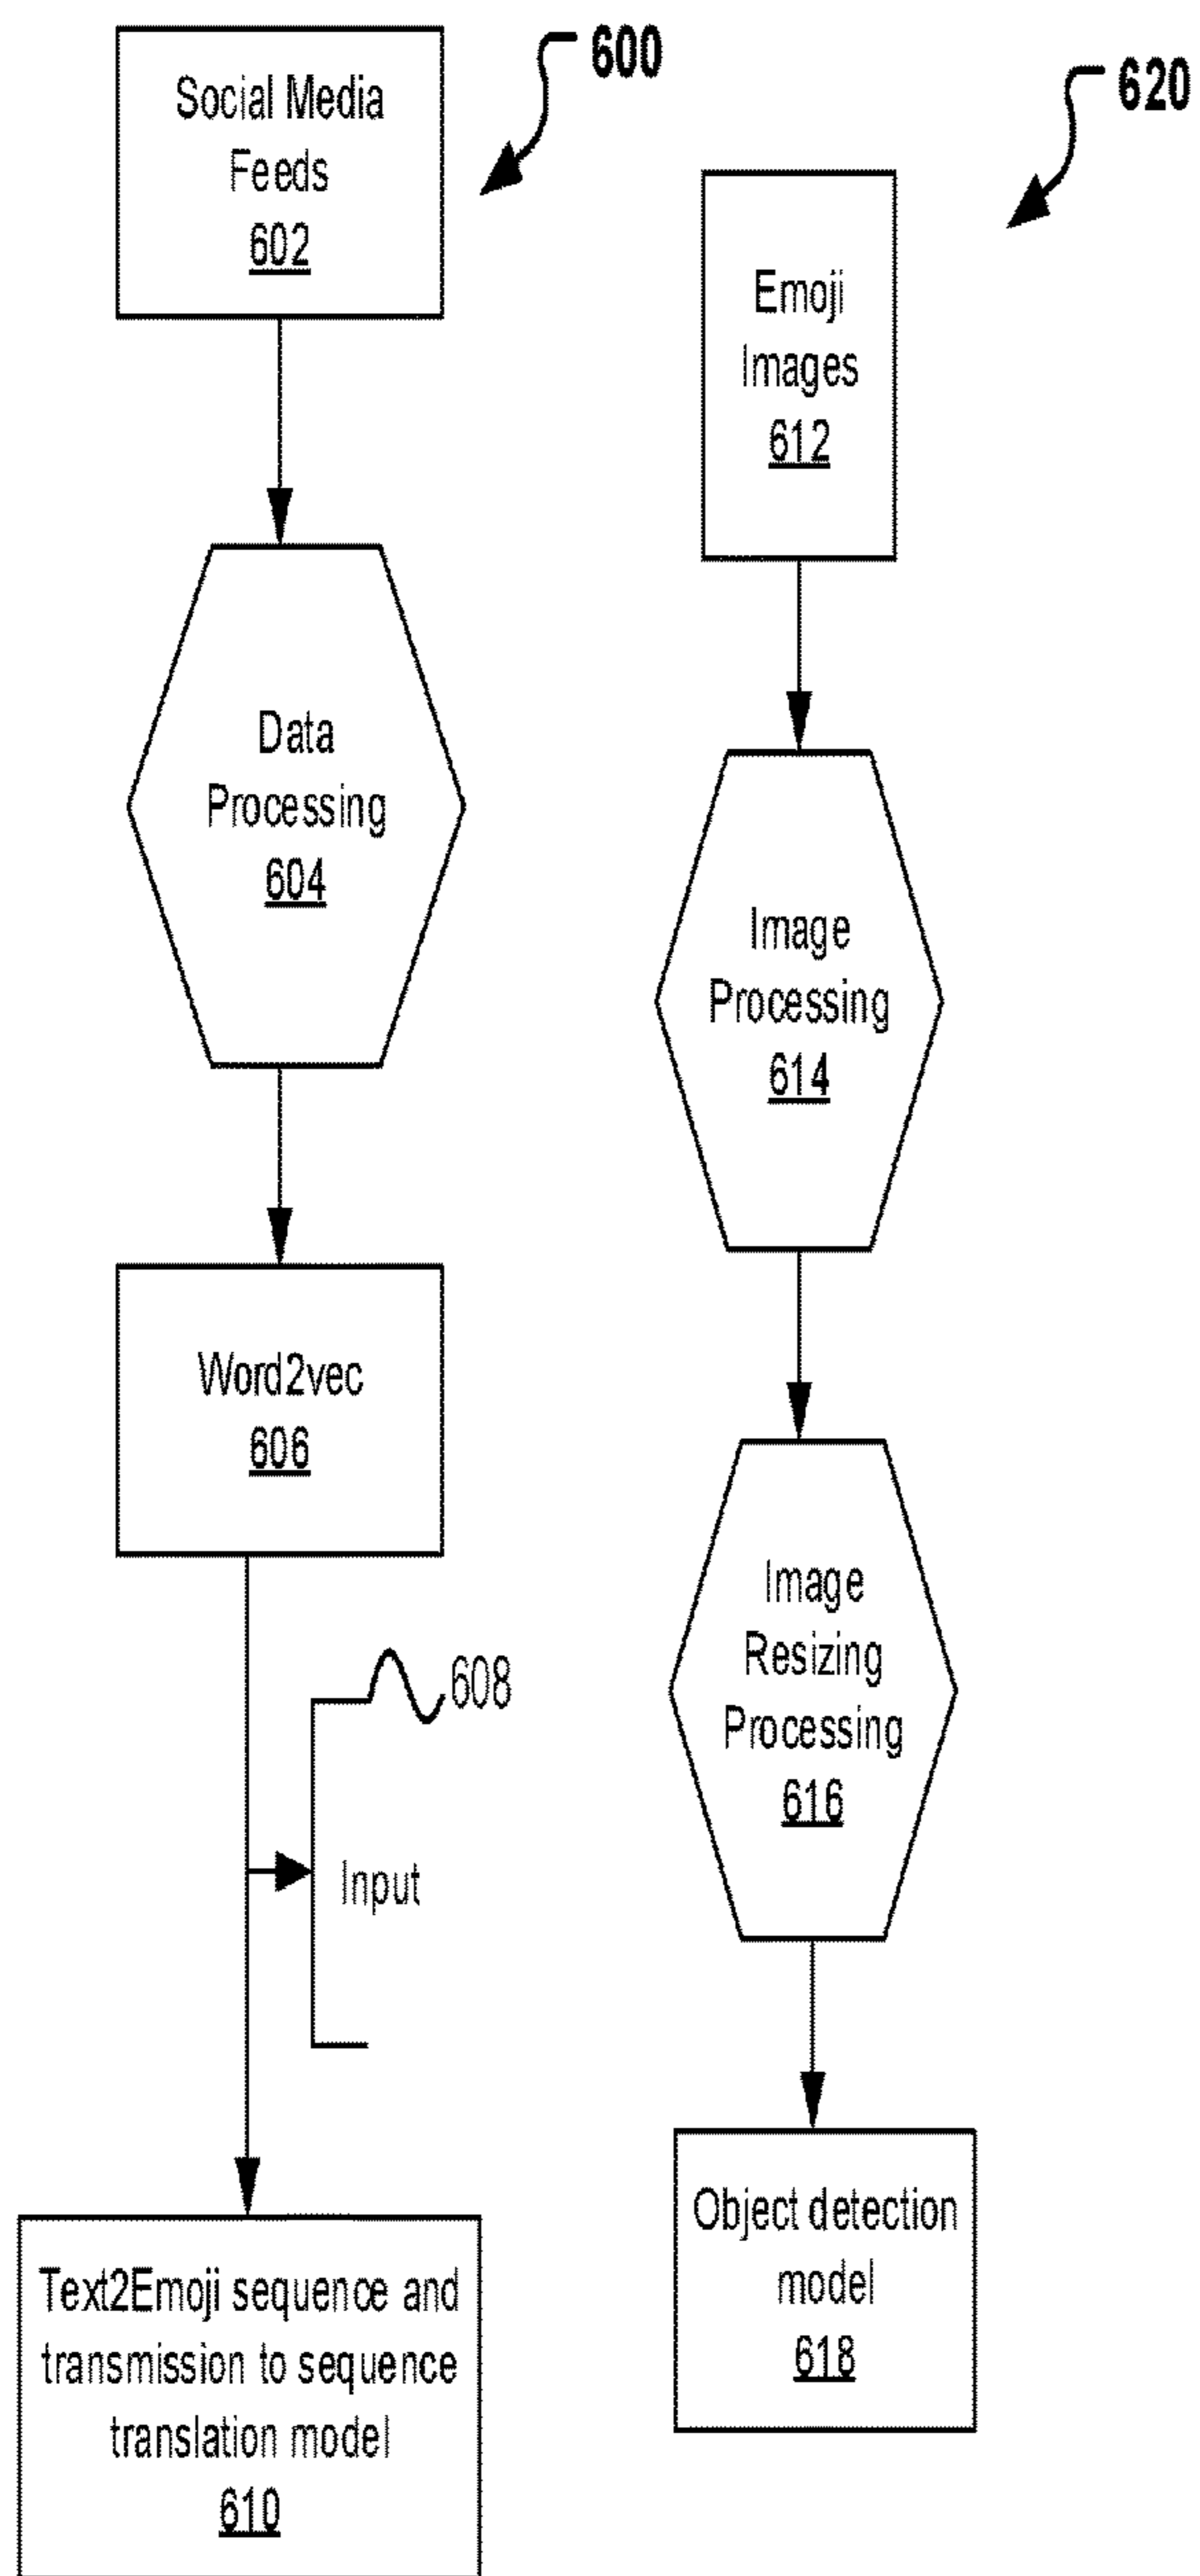 600
Social Media
Feeds
602
Data
Processing
604
Word2vec
606
608
Input
Text2Emoji sequence and
transmission to sequence
translation model
610
620
Emoji
Images
612
Image
Processing
614
Image
Resizing
Processing
616
Object detection
model
618